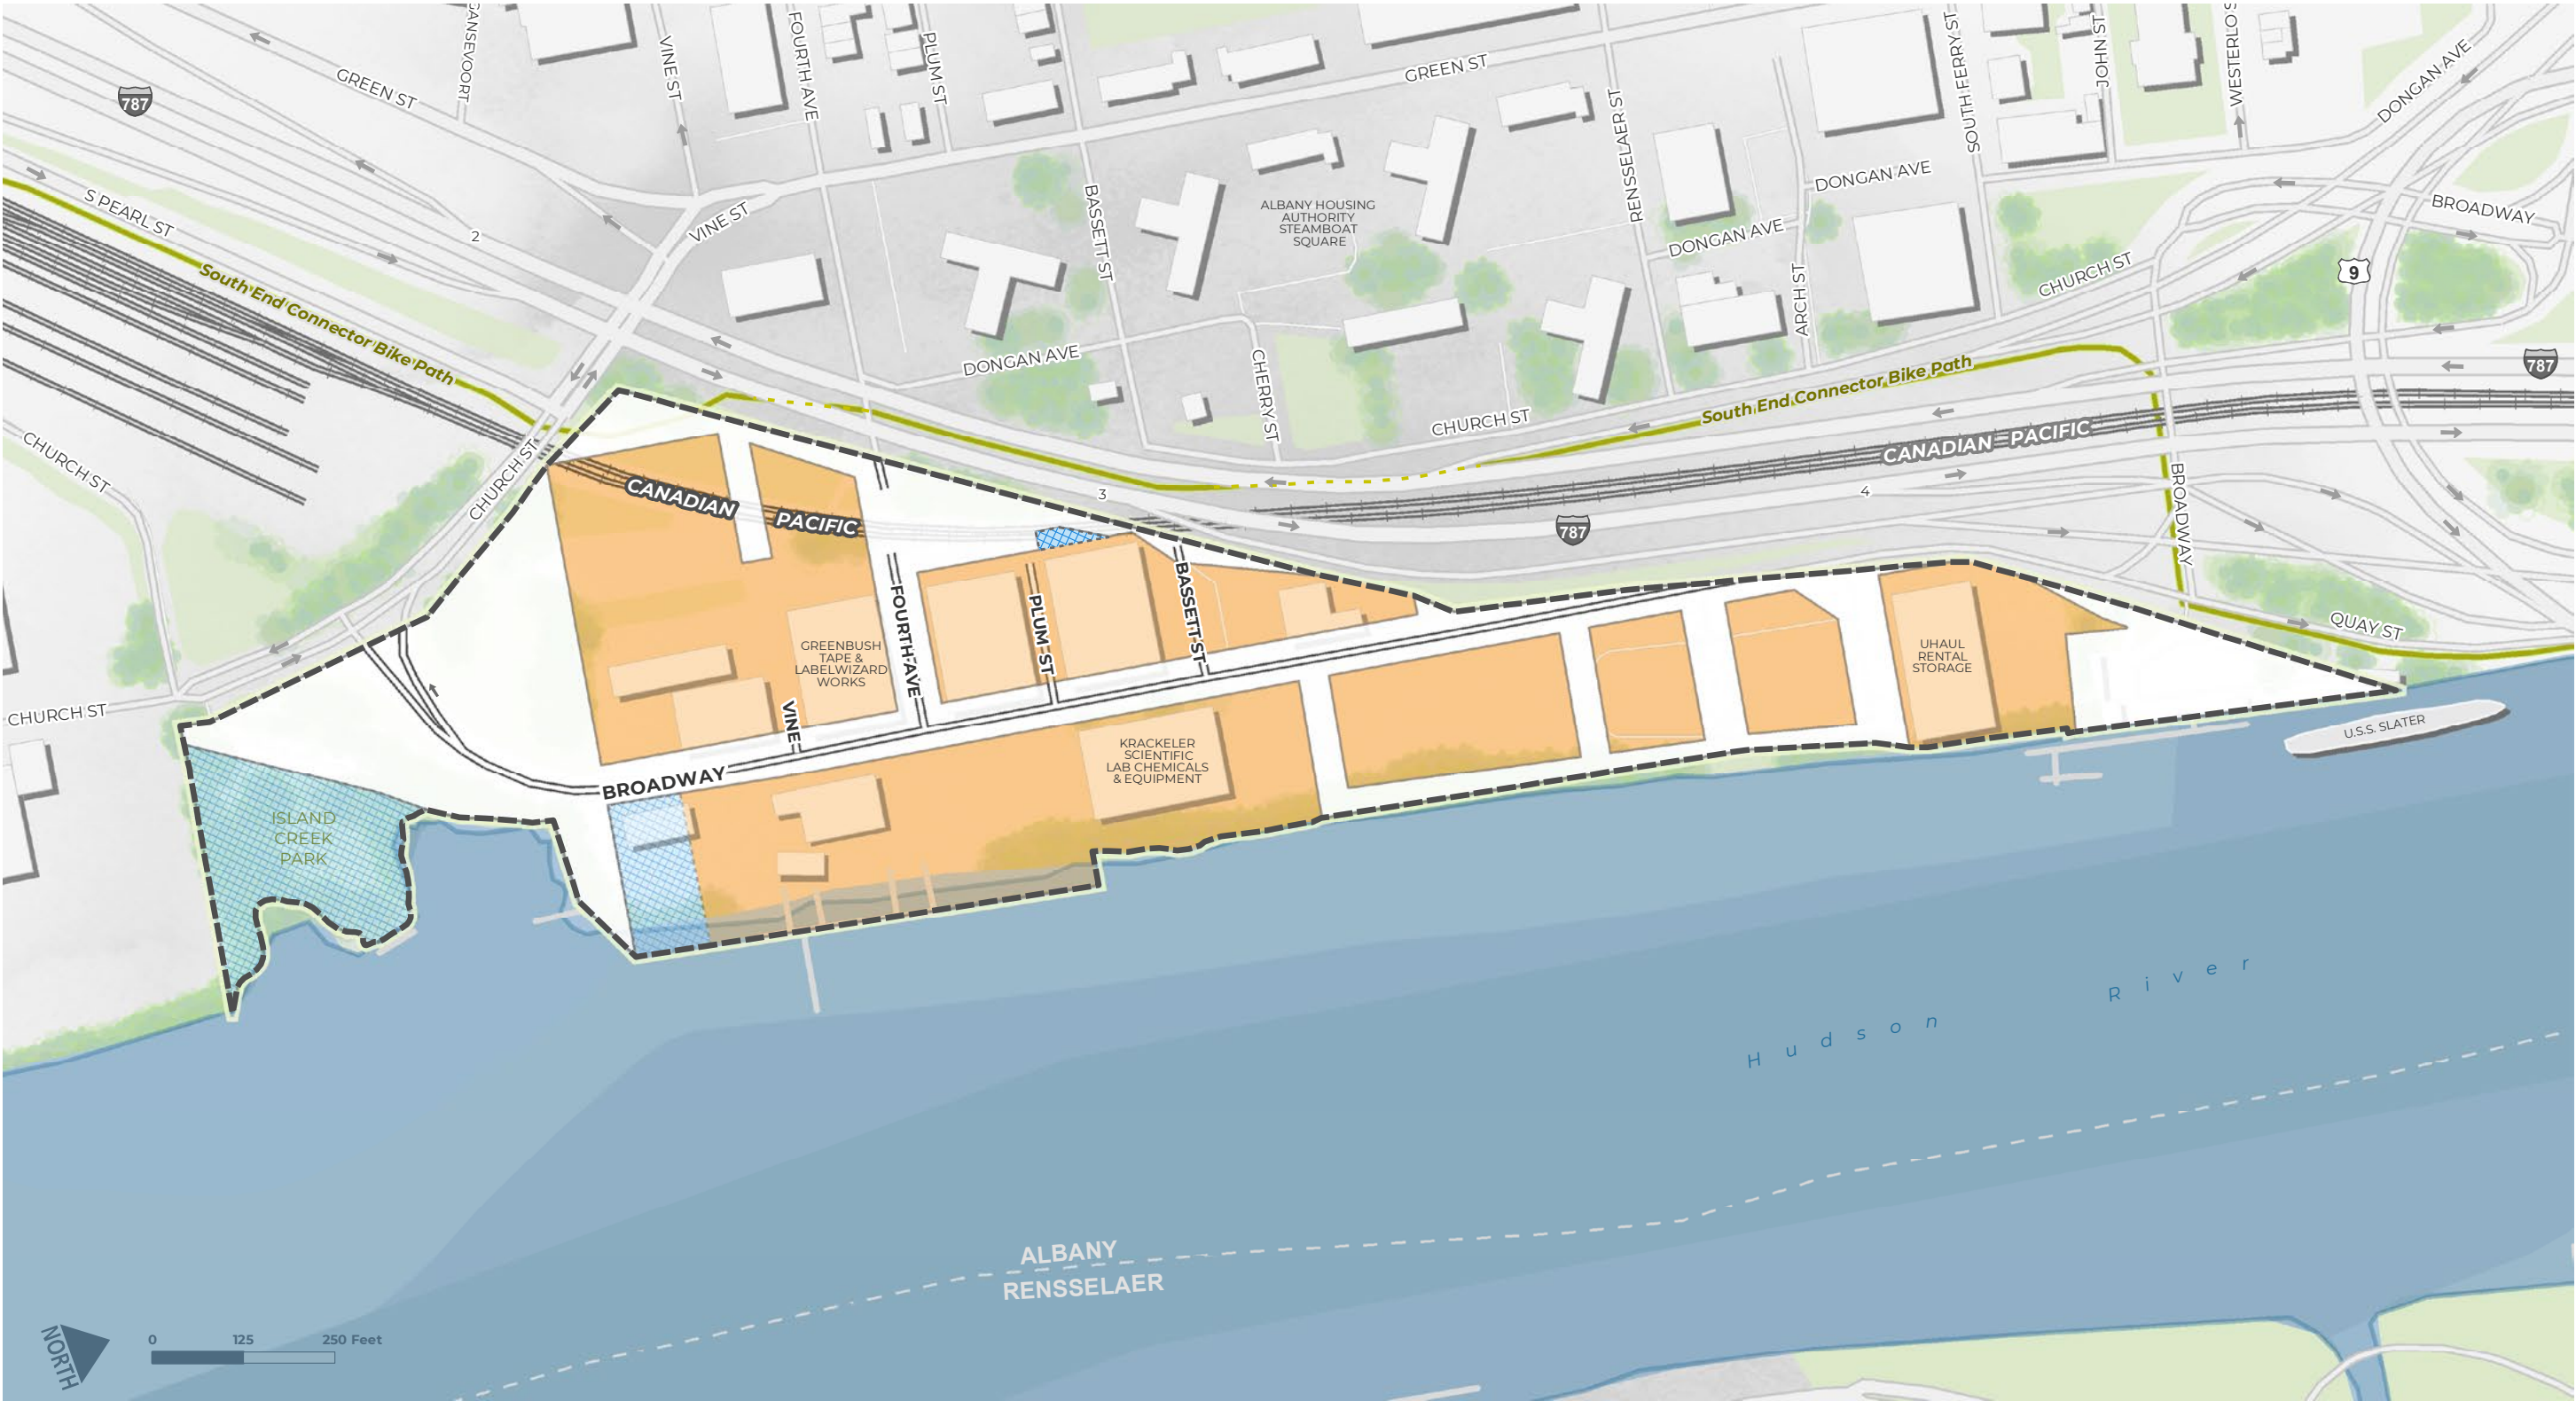 GANSEVOORT
VINE ST
FOURTH AVE
PLUM ST
SOUTH FERRY ST
JOHN ST
WESTERLO S
DONGAN AVE
787
GREEN ST
GREEN ST
RENSSELAER ST
S PEARL ST
2
VINE ST
BASSETT ST
ALBANY HOUSING
AUTHORITY
STEAMBOAT
SQUARE
DONGAN AVE
DONGAN AVE
ARCH ST
CHURCH ST
BROADWAY
9
787
South End Connector Bike Path
DONGAN AVE
CHERRY ST
CHURCH ST
South End Connector Bike Path
CANADIAN PACIFIC
CHURCH ST
CHURCH ST
CANADIAN
PACIFIC
3
4
787
BROADWAY
QUAY ST
GREENBUSH
TAPE &
LABELWIZARD
WORKS
FOURTH AVE
PLUM ST
BASSETT ST
UHAUL
RENTAL
STORAGE
CHURCH ST
VINE
BROADWAY
KRACKELER
SCIENTIFIC
LAB CHEMICALS
& EQUIPMENT
U.S.S. SLATER
ISLAND
CREEK
PARK
Hudson River
ALBANY
RENSSELAER
NORTH
0 125 250 Feet